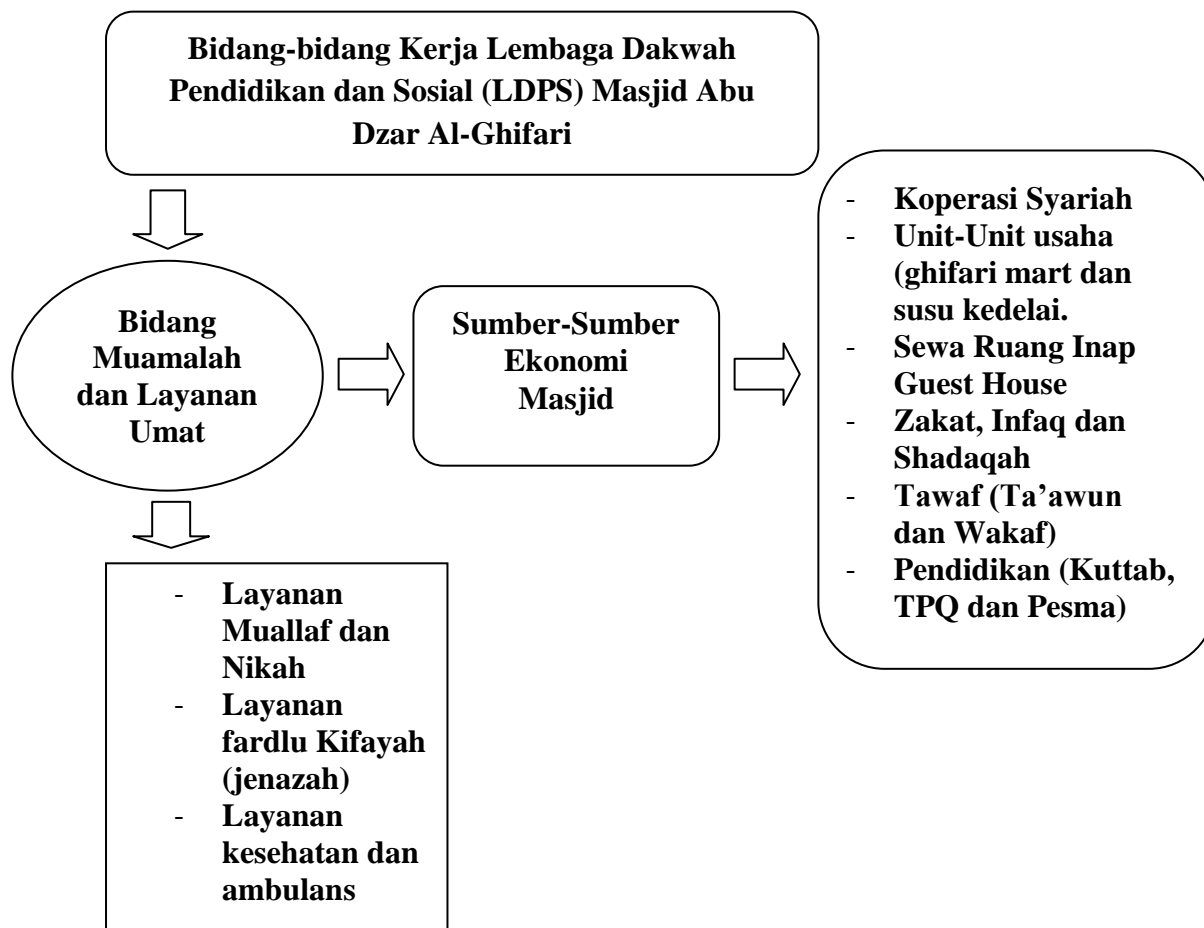 Bidang-bidang Kerja Lembaga Dakwah
Pendidikan dan Sosial (LDPS) Masjid Abu
Dzar Al-Ghifari
Bidang
Muamalah
dan Layanan
Umat
Sumber-Sumber
Ekonomi
Masjid
- Koperasi Syariah
- Unit-Unit usaha
(ghifari mart dan
susu kedelai.
- Sewa Ruang Inap
Guest House
- Zakat, Infaq dan
Shadaqah
- Tawaf (Ta’awun
dan Wakaf)
- Pendidikan (Kuttab,
TPQ dan Pesma)
- Layanan
Muallaf dan
Nikah
- Layanan
fardlu Kifayah
(jenazah)
- Layanan
kesehatan dan
ambulans